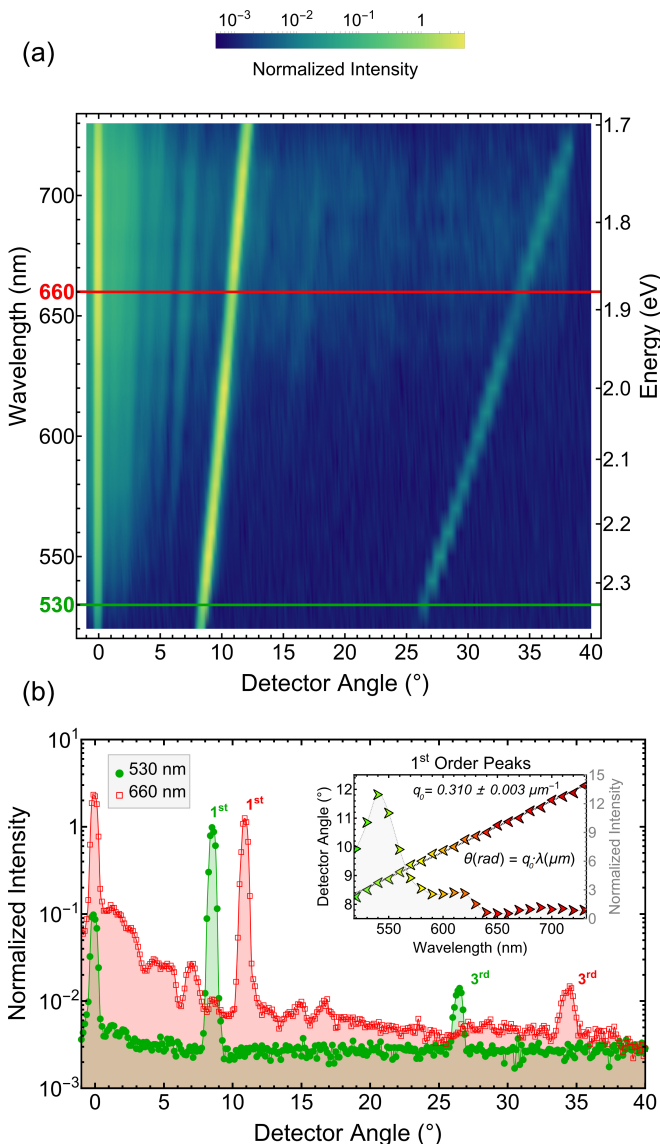 10⁻³ 10⁻² 10⁻¹ 1
(a)
Normalized Intensity
1.7
700
1.8
660
650
1.9
2.0
600
2.1
2.2
550
2.3
530
Wavelength (nm)
Energy (eV)
0 5 10 15 20 25 30 35 40
Detector Angle (°)
(b)
10¹
530 nm
660 nm
1ˢᵗ
1ˢᵗ
1ˢᵗ Order Peaks
q₀= 0.310 ± 0.003 μm⁻¹
θ(rad) = q₀·λ(μm)
12
11
10
9
8
Detector Angle (°)
15
12
9
6
3
0
Normalized Intensity
550 600 650 700
Wavelength (nm)
1
10⁻¹
10⁻²
10⁻³
Normalized Intensity
3ʳᵈ
3ʳᵈ
0 5 10 15 20 25 30 35 40
Detector Angle (°)